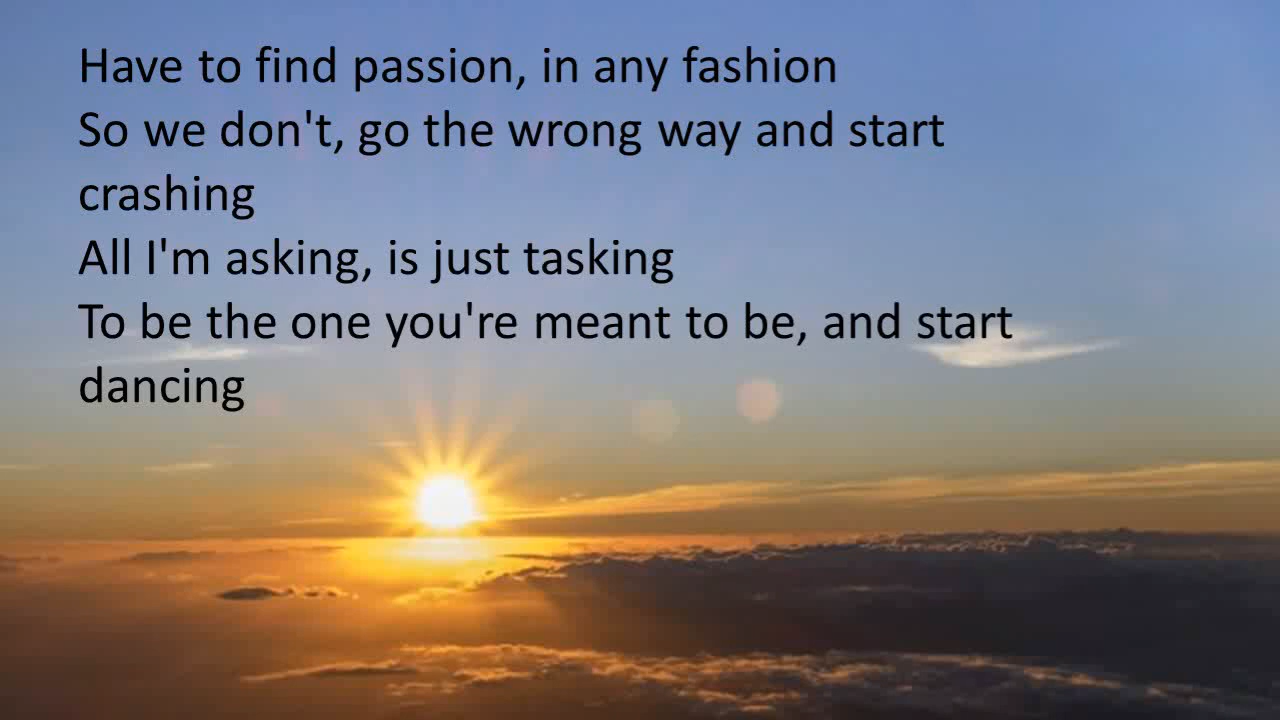 Have to find passion, in any fashion
So we don't, go the wrong way and start
crashing
All I'm asking, is just tasking
To be the one you're meant to be, and start
dancing